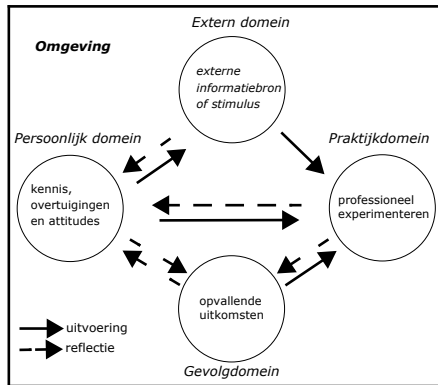 Extern domein
Omgeving
externe
informatiebron
of stimulus
Persoonlijk domein
Praktijkdomein
kennis,
overtuigingen
en attitudes
professioneel
experimenteren
opvallende
uitkomsten
uitvoering
reflectie
Gevolgdomein